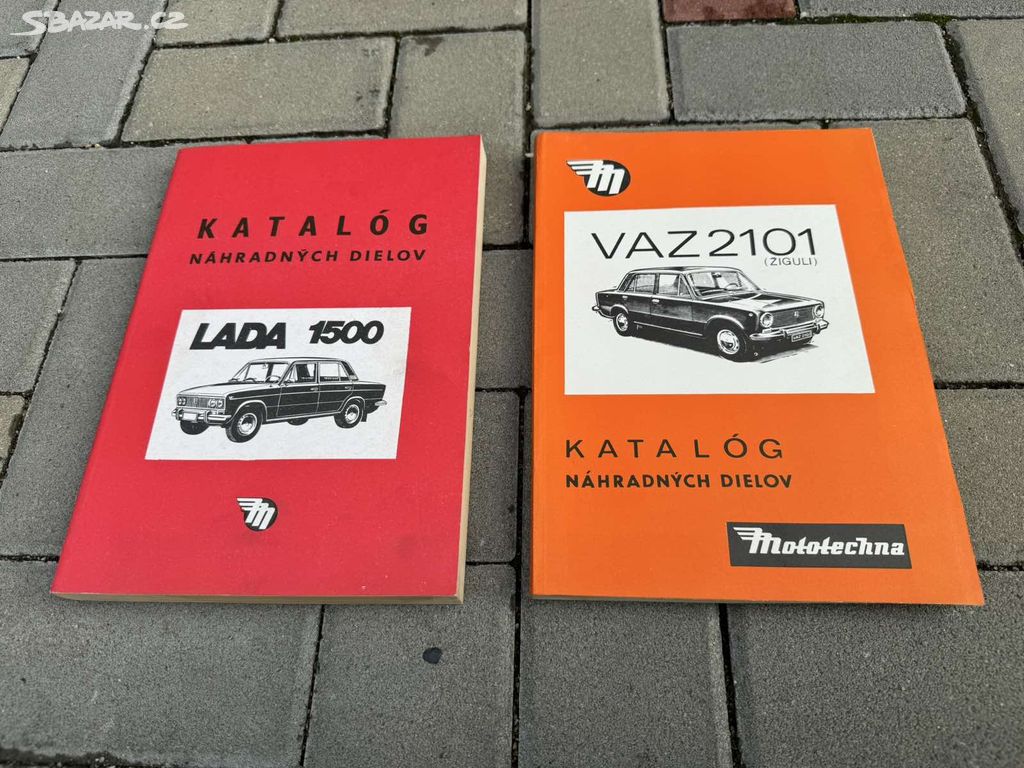 SBAZAR.CZ
KATALÓG
NÁHRADNÝCH DIELOV
LADA 1500
M
M
VAZ 2101
(ŽIGULI)
KATALÓG
NÁHRADNÝCH DIELOV
Mototechna